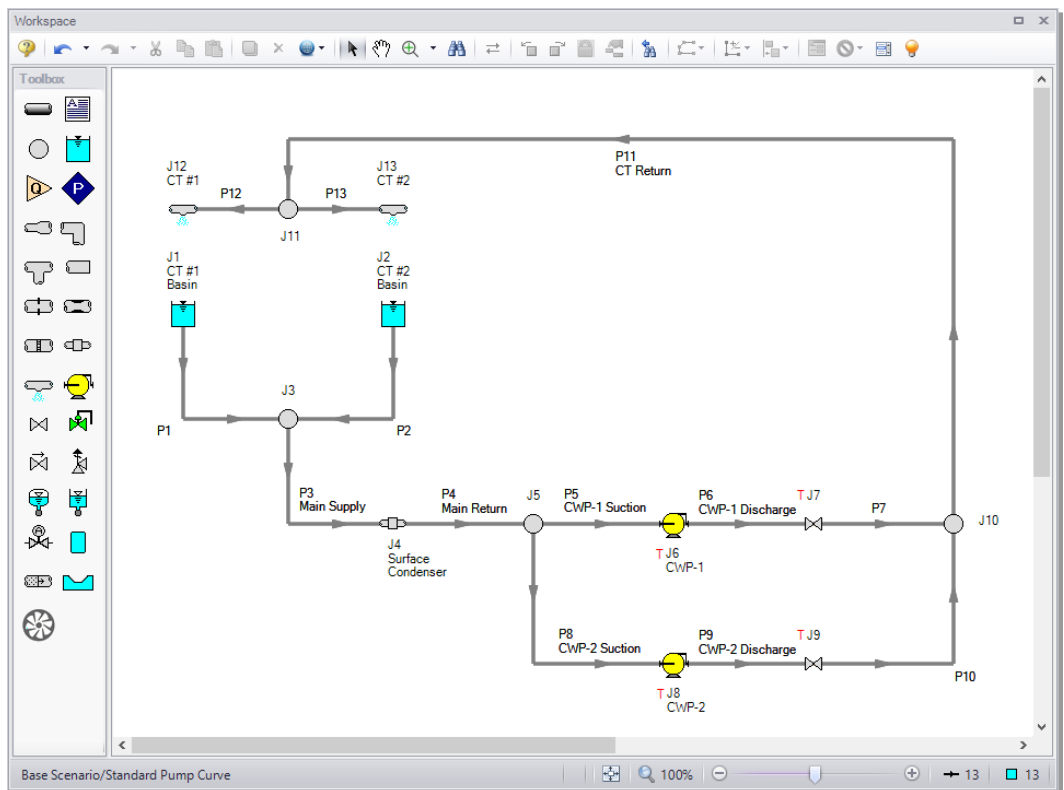 Workspace
Toolbox
A
Q
P
P11
CT Return
J12
CT #1
P12
P13
J13
CT #2
J11
J1
CT #1
Basin
J2
CT #2
Basin
J3
P1
P2
P3
Main Supply
P4
Main Return
J5
P5
CWP-1 Suction
P6
CWP-1 Discharge
T J7
P7
J10
J4
Surface
Condenser
T J6
CWP-1
P8
CWP-2 Suction
P9
CWP-2 Discharge
T J9
P10
T J8
CWP-2
Base Scenario/Standard Pump Curve
100%
13
13